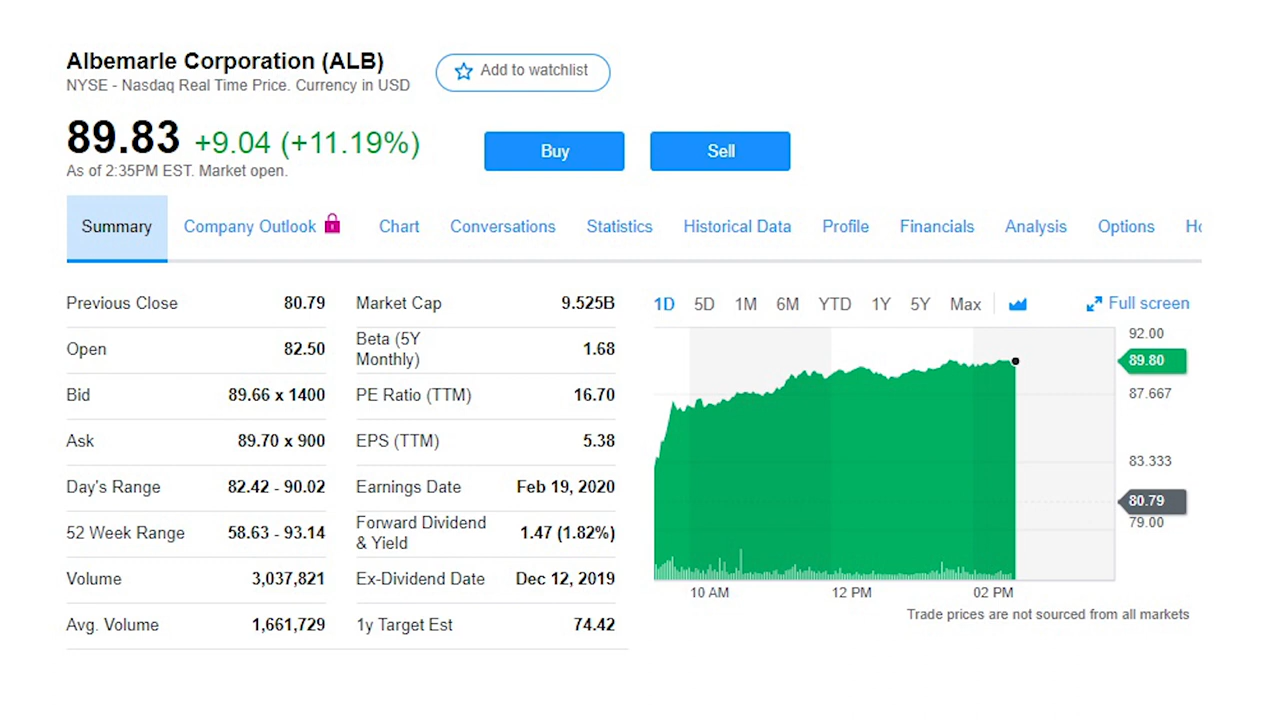 Albemarle Corporation (ALB)
NYSE - Nasdaq Real Time Price. Currency in USD
Add to watchlist
89.83 +9.04 (+11.19%)
As of 2:35PM EST. Market open.
Buy
Sell
Summary
Company Outlook
Chart
Conversations
Statistics
Historical Data
Profile
Financials
Analysis
Options
Ho
Previous Close 80.79
Open 82.50
Bid 89.66 x 1400
Ask 89.70 x 900
Day's Range 82.42 - 90.02
52 Week Range 58.63 - 93.14
Volume 3,037,821
Avg. Volume 1,661,729
Market Cap 9.525B
Beta (5Y
Monthly) 1.68
PE Ratio (TTM) 16.70
EPS (TTM) 5.38
Earnings Date Feb 19, 2020
Forward Dividend
& Yield 1.47 (1.82%)
Ex-Dividend Date Dec 12, 2019
1y Target Est 74.42
1D 5D 1M 6M YTD 1Y 5Y Max
Full screen
92.00
89.80
87.667
83.333
80.79
79.00
10 AM 12 PM 02 PM
Trade prices are not sourced from all markets